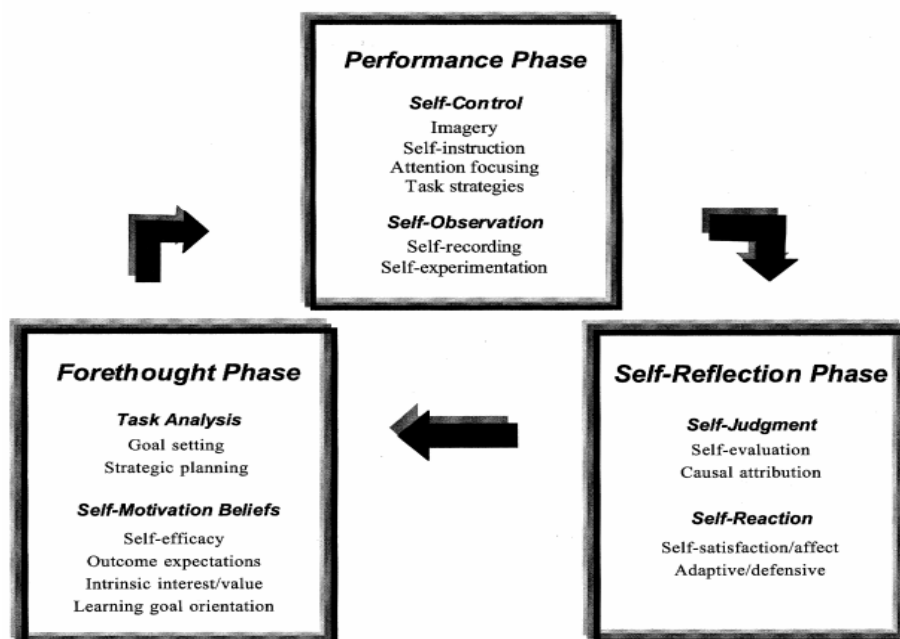 Performance Phase
Self-Control
Imagery
Self-instruction
Attention focusing
Task strategies
Self-Observation
Self-recording
Self-experimentation
Forethought Phase
Task Analysis
Goal setting
Strategic planning
Self-Motivation Beliefs
Self-efficacy
Outcome expectations
Intrinsic interest/value
Learning goal orientation
Self-Reflection Phase
Self-Judgment
Self-evaluation
Causal attribution
Self-Reaction
Self-satisfaction/affect
Adaptive/defensive